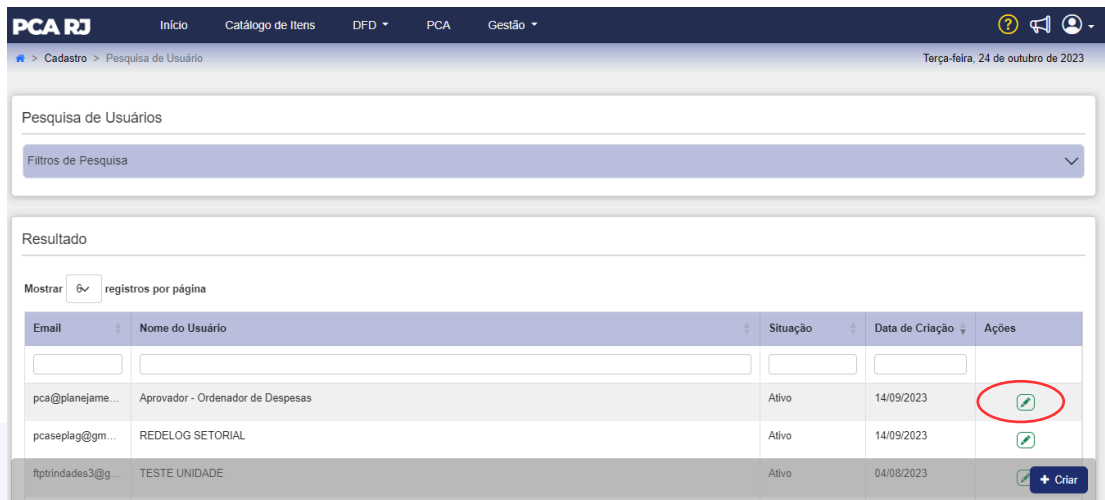 PCA RJ Início Catálogo de Itens DFD PCA Gestão ?
> Cadastro > Pesquisa de Usuário Terça-feira, 24 de outubro de 2023
Pesquisa de Usuários
Filtros de Pesquisa
Resultado
Mostrar 6 registros por página
Email Nome do Usuário Situação Data de Criação Ações
pca@planejame... Aprovador - Ordenador de Despesas Ativo 14/09/2023
pcaseplag@gm... REDELOG SETORIAL Ativo 14/09/2023
ftptrindades3@g... TESTE UNIDADE Ativo 04/08/2023
+ Criar